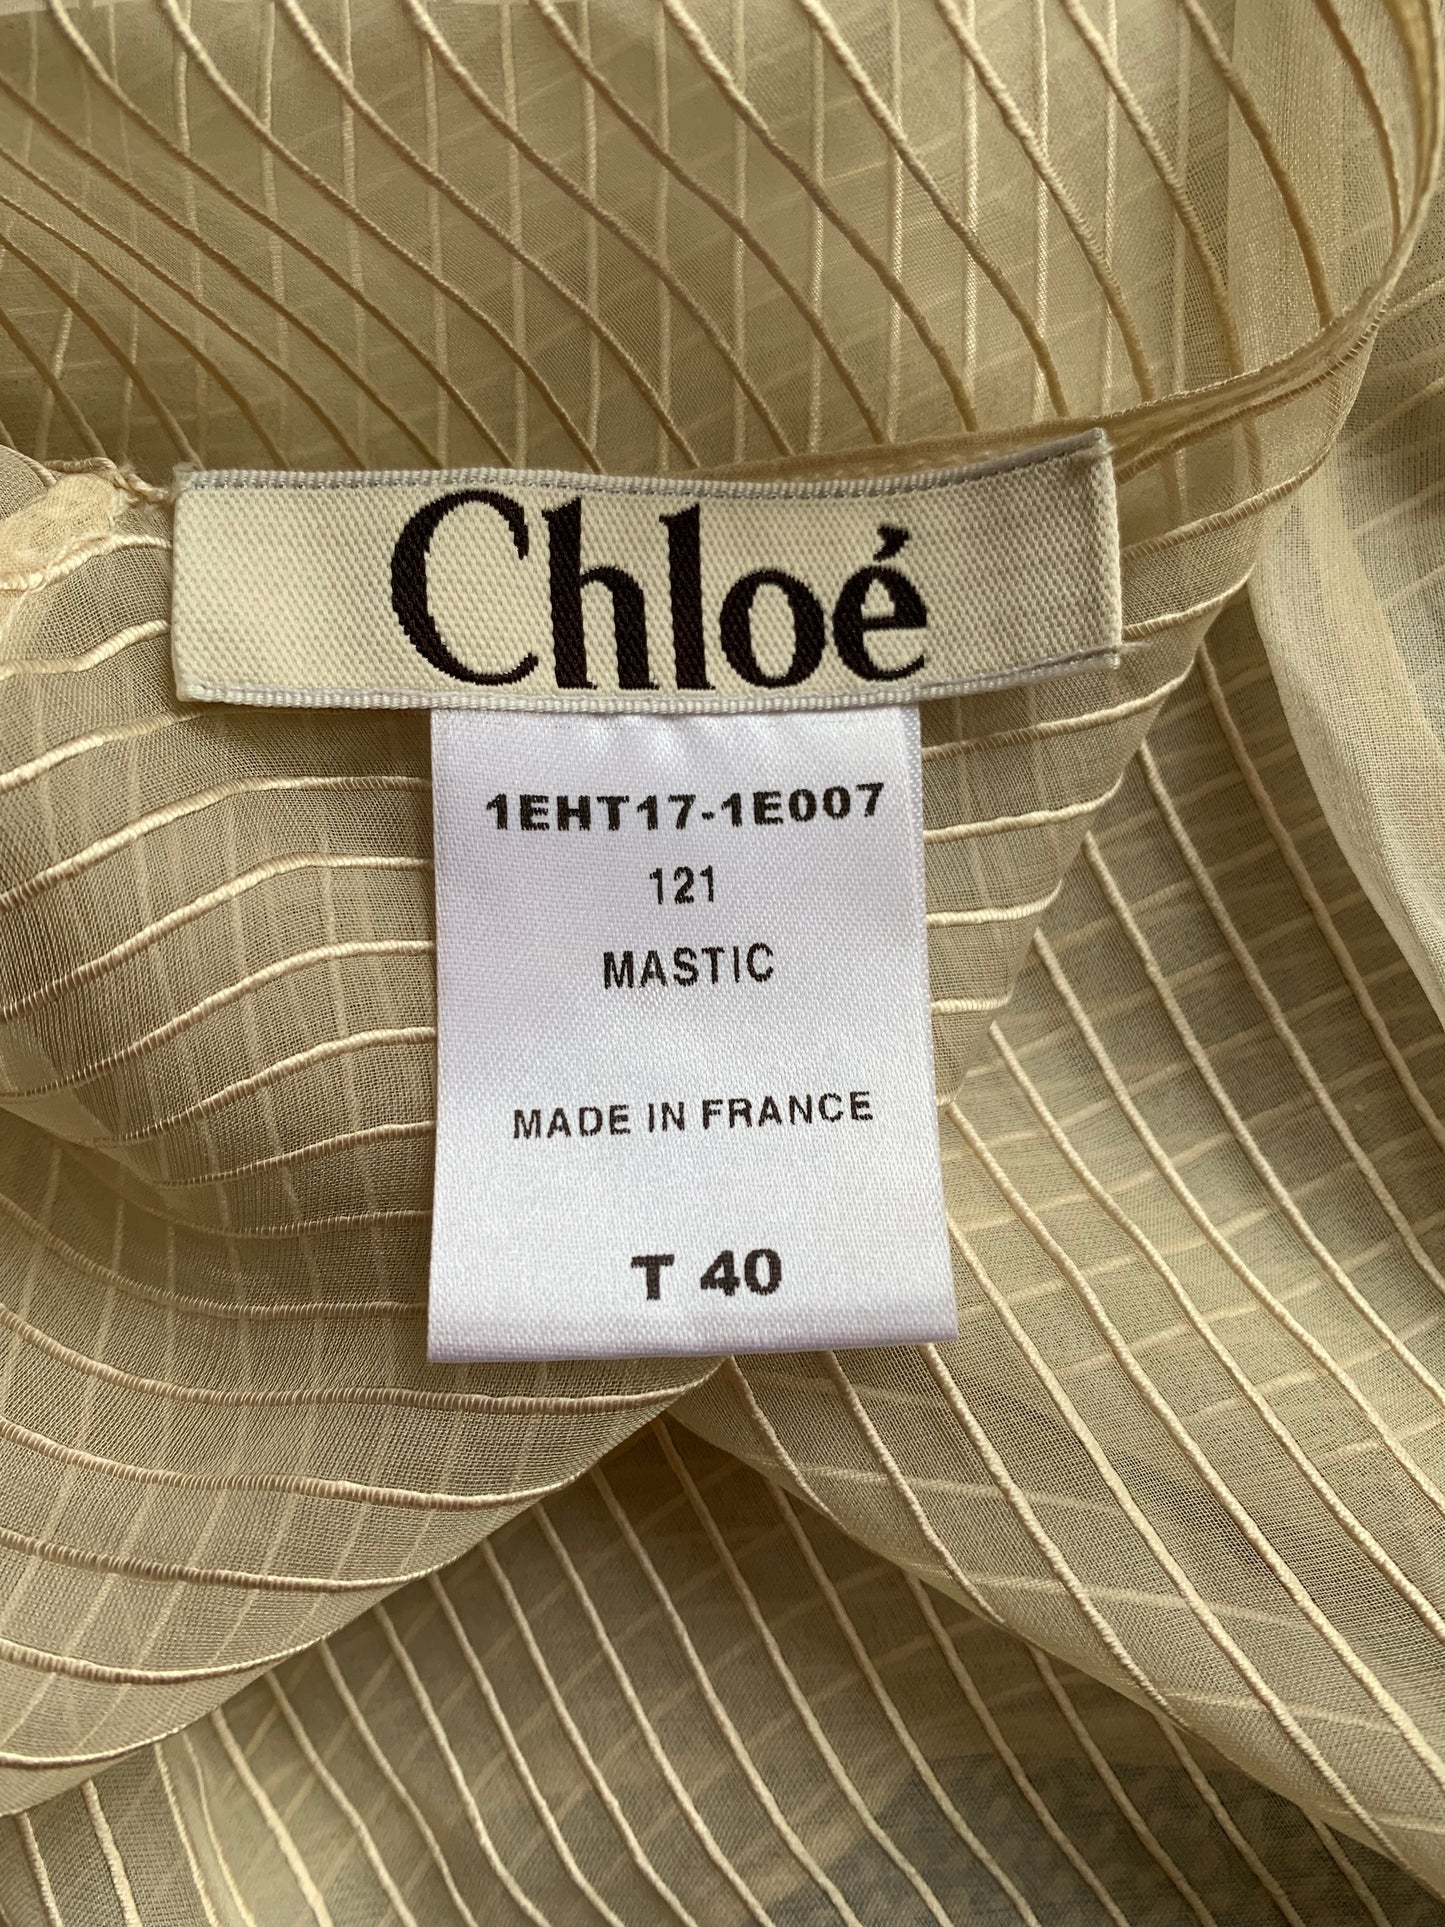 Chloé
1EHT17-1E007
121
MASTIC
MADE IN FRANCE
T 40